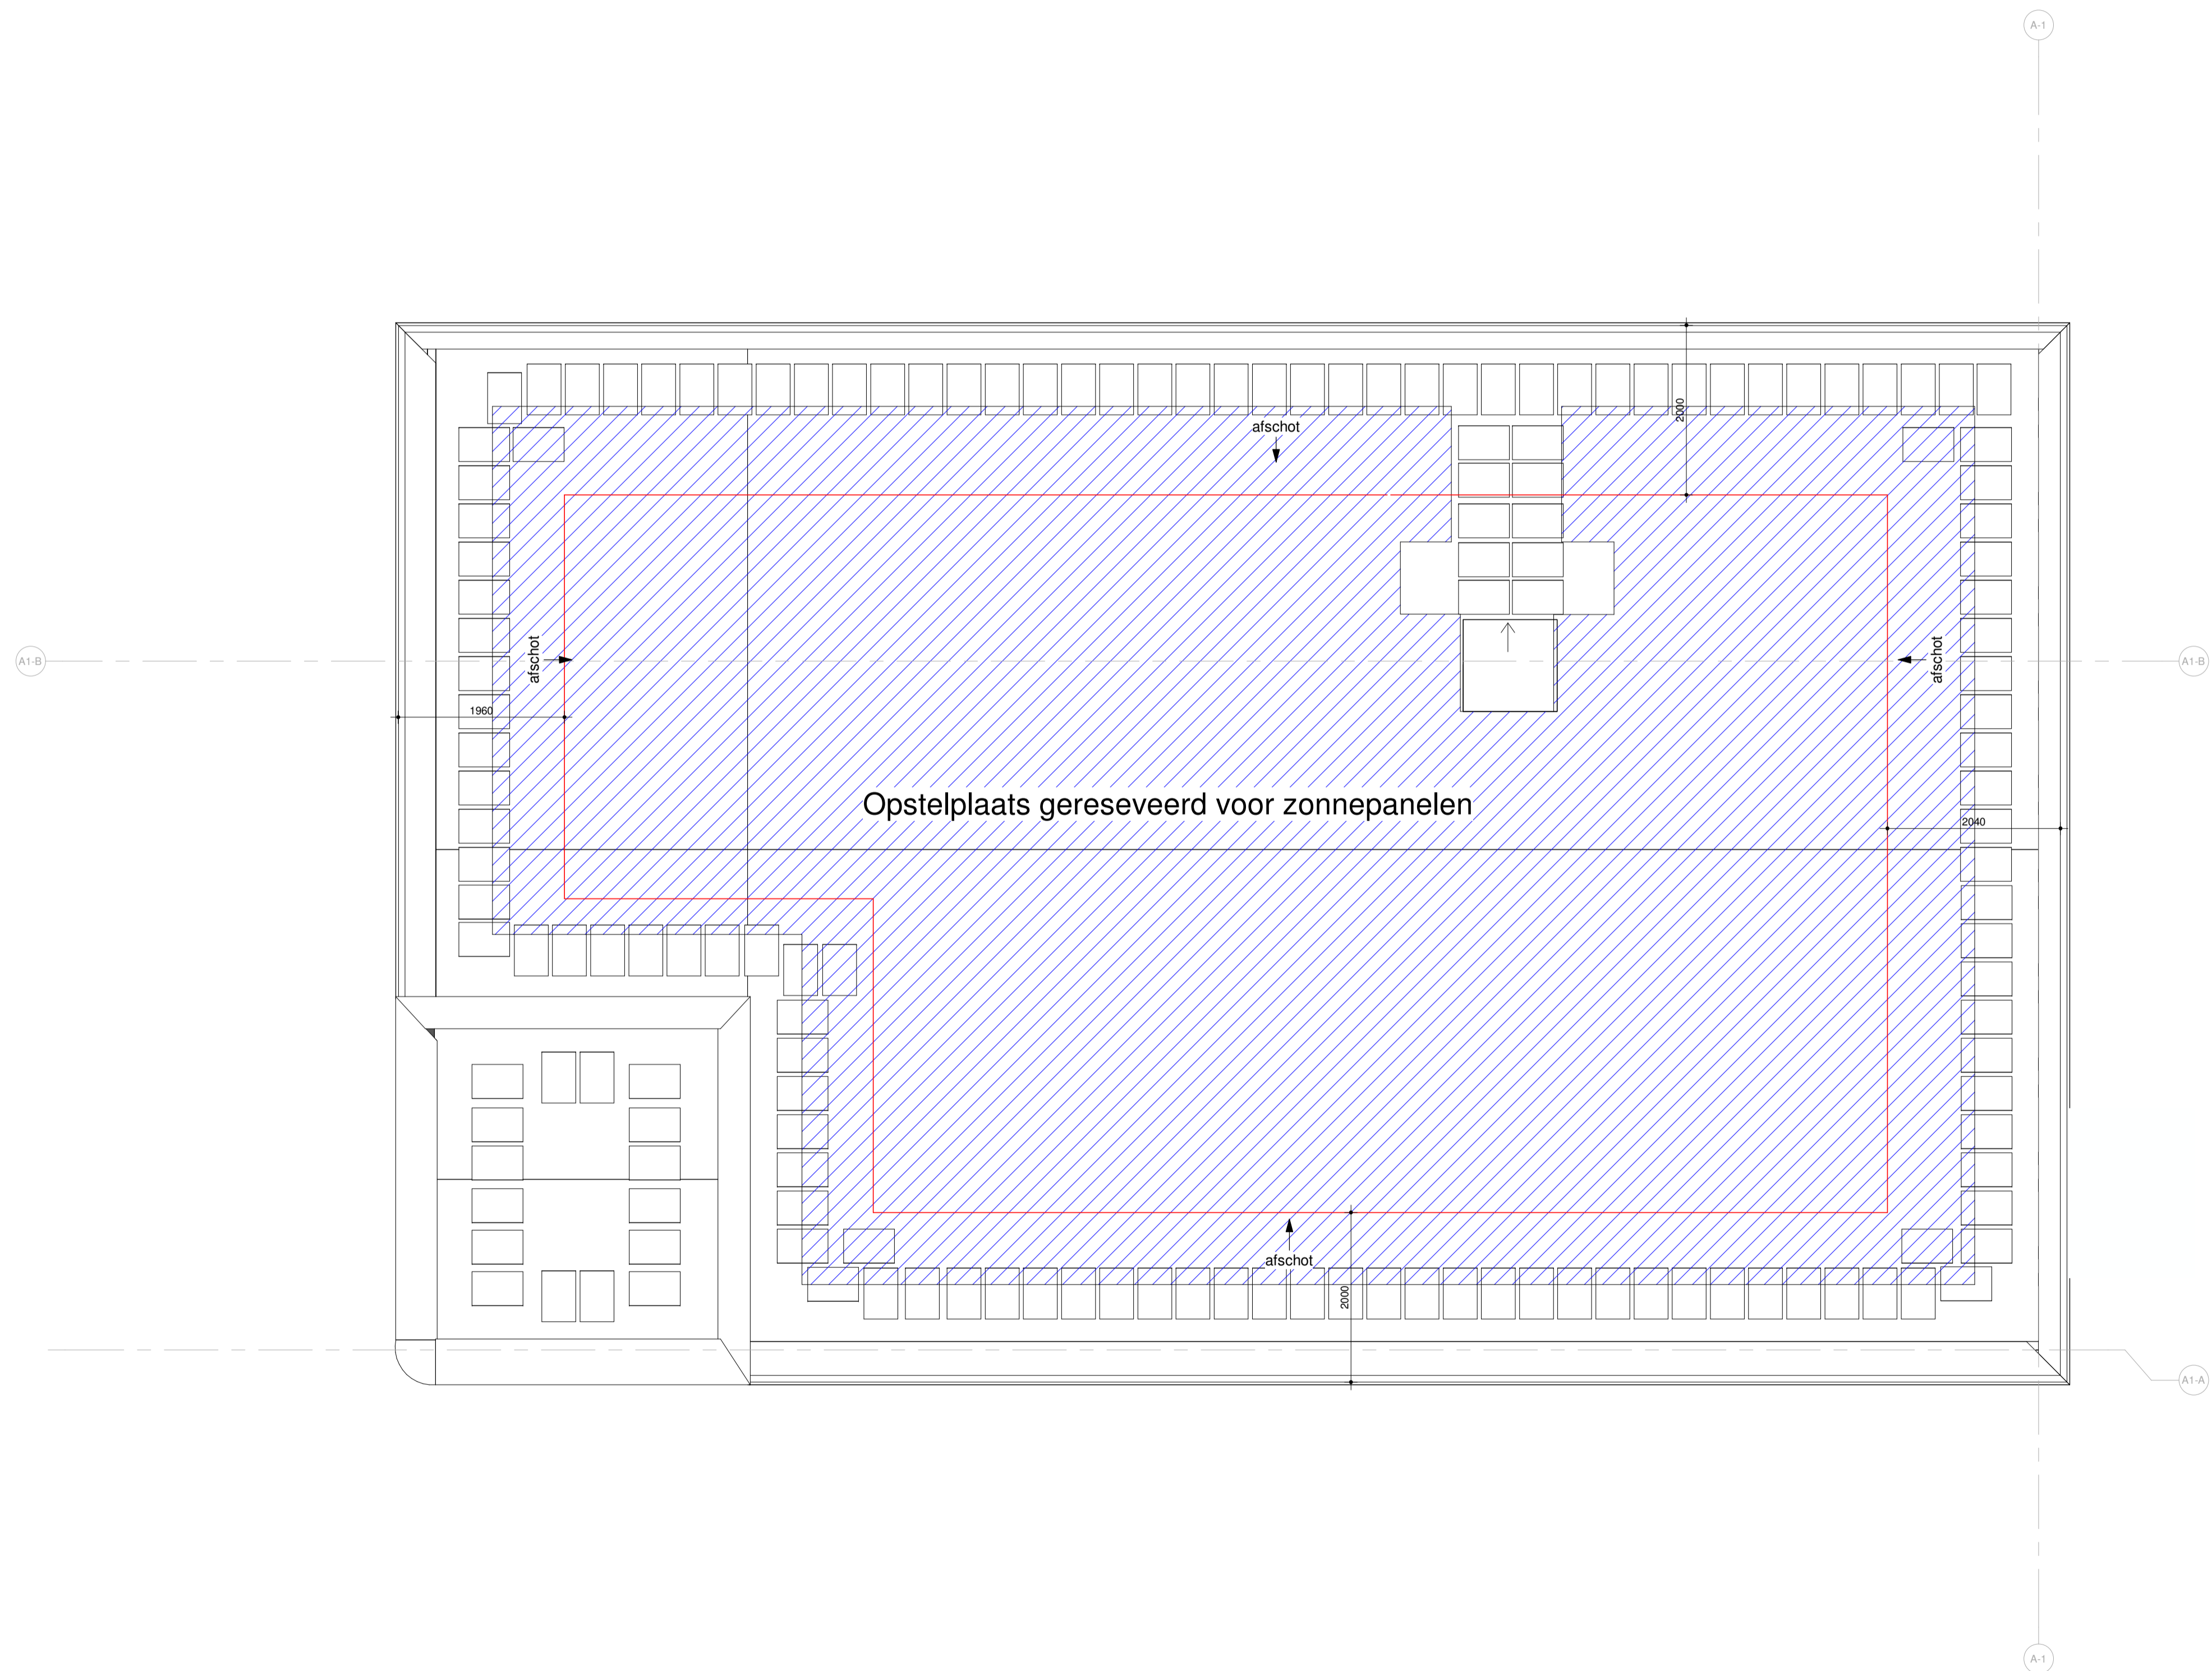 A-1
2000
afschot
afschot
afschot
A1-B
A1-B
1960
Opstelplaats gereseveerd voor zonnepanelen
2040
afschot
2000
A1-A
A-1